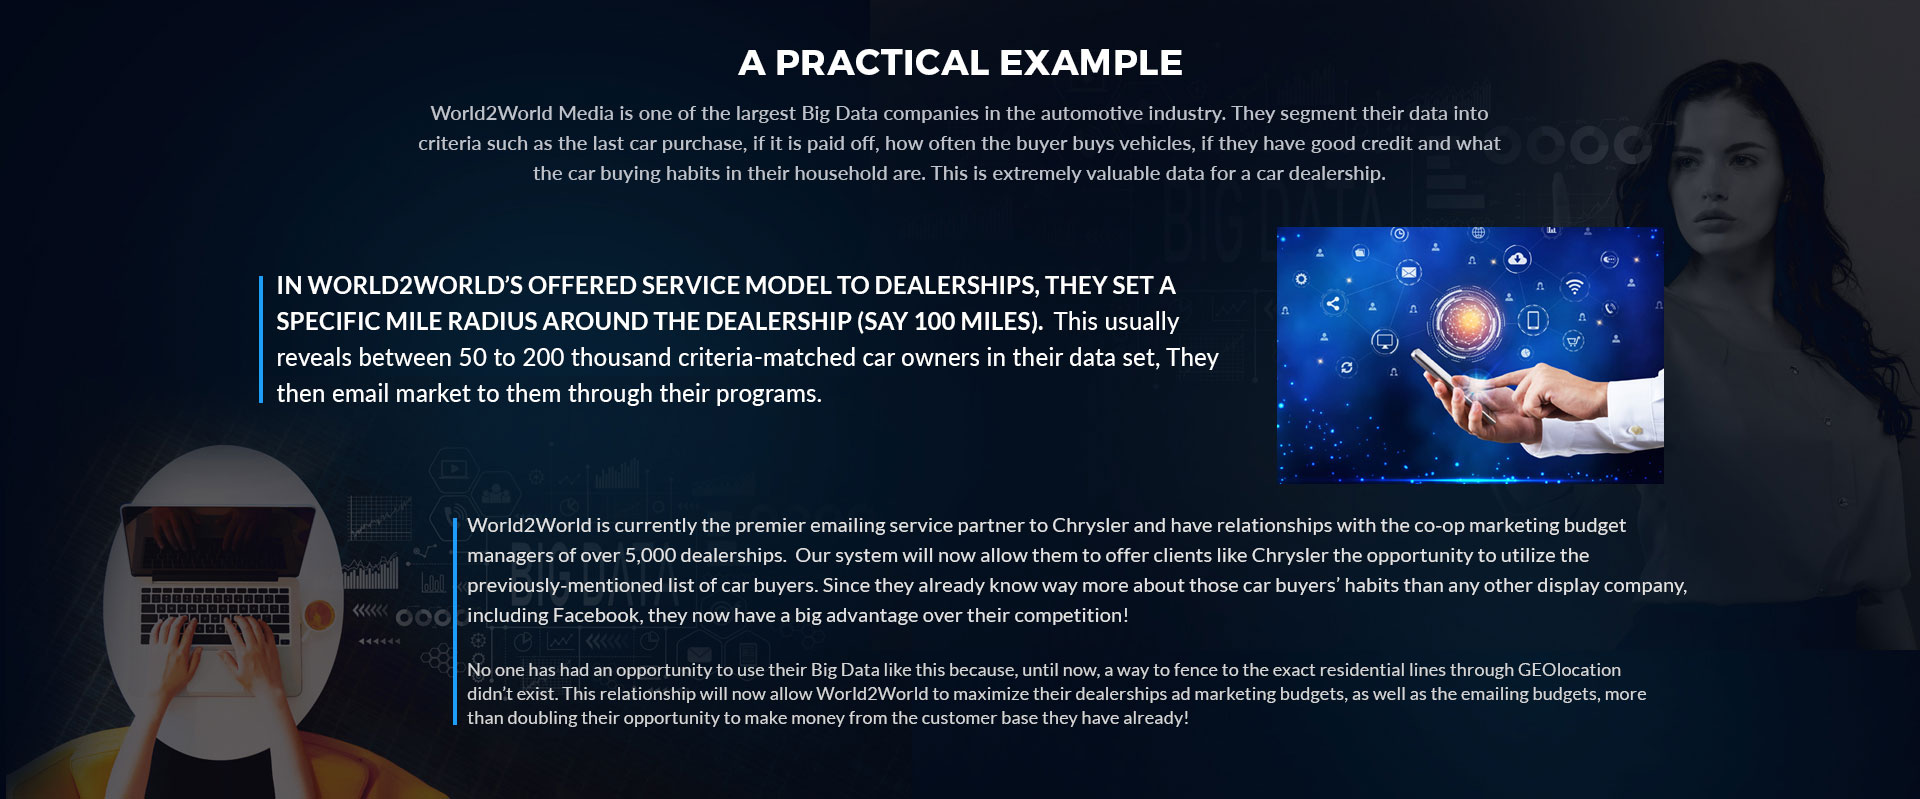 A PRACTICAL EXAMPLE
World2World Media is one of the largest Big Data companies in the automotive industry. They segment their data into
criteria such as the last car purchase, if it is paid off, how often the buyer buys vehicles, if they have good credit and what
the car buying habits in their household are. This is extremely valuable data for a car dealership.
BIG DATA
IN WORLD2WORLD'S OFFERED SERVICE MODEL TO DEALERSHIPS, THEY SET A
SPECIFIC MILE RADIUS AROUND THE DEALERSHIP (SAY 100 MILES). This usually
reveals between 50 to 200 thousand criteria-matched car owners in their data set, They
then email market to them through their programs.
World2World is currently the premier emailing service partner to Chrysler and have relationships with the co-op marketing budget
managers of over 5,000 dealerships. Our system will now allow them to offer clients like Chrysler the opportunity to utilize the
previously-mentioned list of car buyers. Since they already know way more about those car buyers' habits than any other display company,
including Facebook, they now have a big advantage over their competition!
BIG DATA
No one has had an opportunity to use their Big Data like this because, until now, a way to fence to the exact residential lines through GEOlocation
didn't exist. This relationship will now allow World2World to maximize their dealerships ad marketing budgets, as well as the emailing budgets, more
than doubling their opportunity to make money from the customer base they have already!